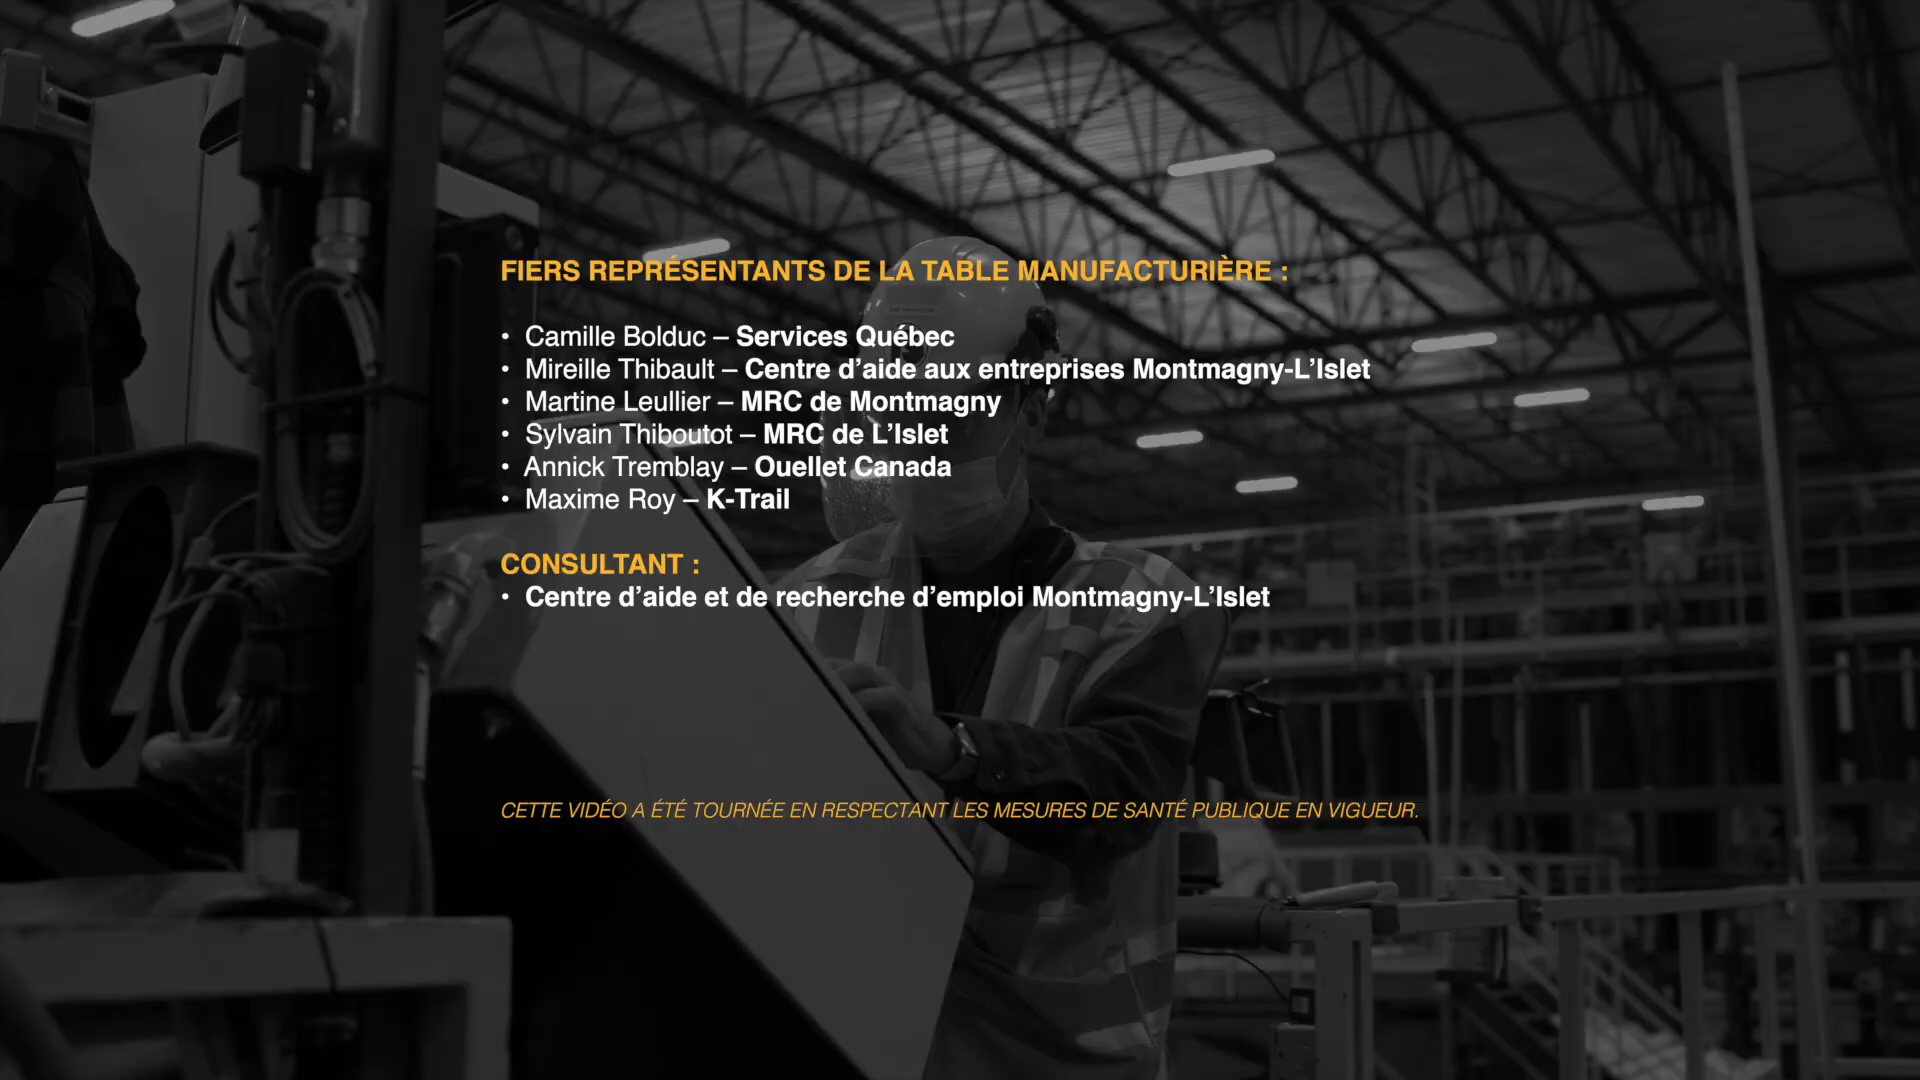 FIERS REPRÉSENTANTS DE LA TABLE MANUFACTURIÈRE :
• Camille Bolduc – Services Québec
• Mireille Thibault – Centre d’aide aux entreprises Montmagny-L’Islet
• Martine Leullier – MRC de Montmagny
• Sylvain Thiboutot – MRC de L’Islet
• Annick Tremblay – Ouellet Canada
• Maxime Roy – K-Trail
CONSULTANT :
• Centre d’aide et de recherche d’emploi Montmagny-L’Islet
CETTE VIDÉO A ÉTÉ TOURNÉE EN RESPECTANT LES MESURES DE SANTÉ PUBLIQUE EN VIGUEUR.